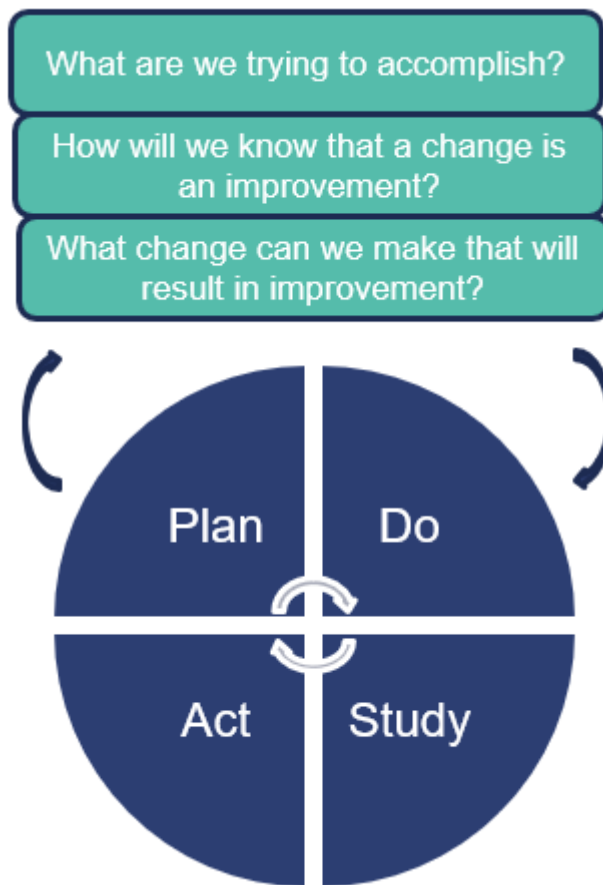 What are we trying to accomplish?
How will we know that a change is
an improvement?
What change can we make that will
result in improvement?
Plan
Do
Act
Study